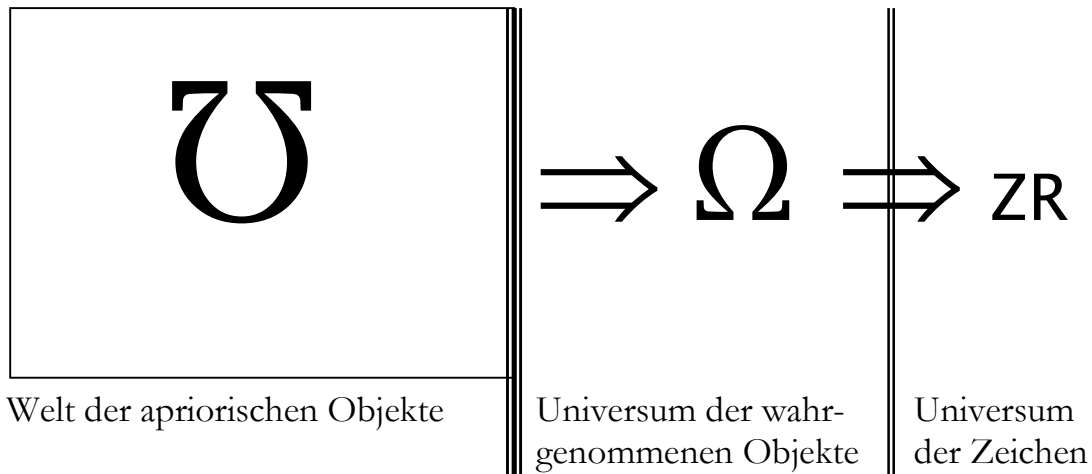 ℧ ⇒ Ω ⇒ ZR
Welt der apriorischen Objekte
Universum der wahr-
genommenen Objekte
Universum
der Zeichen